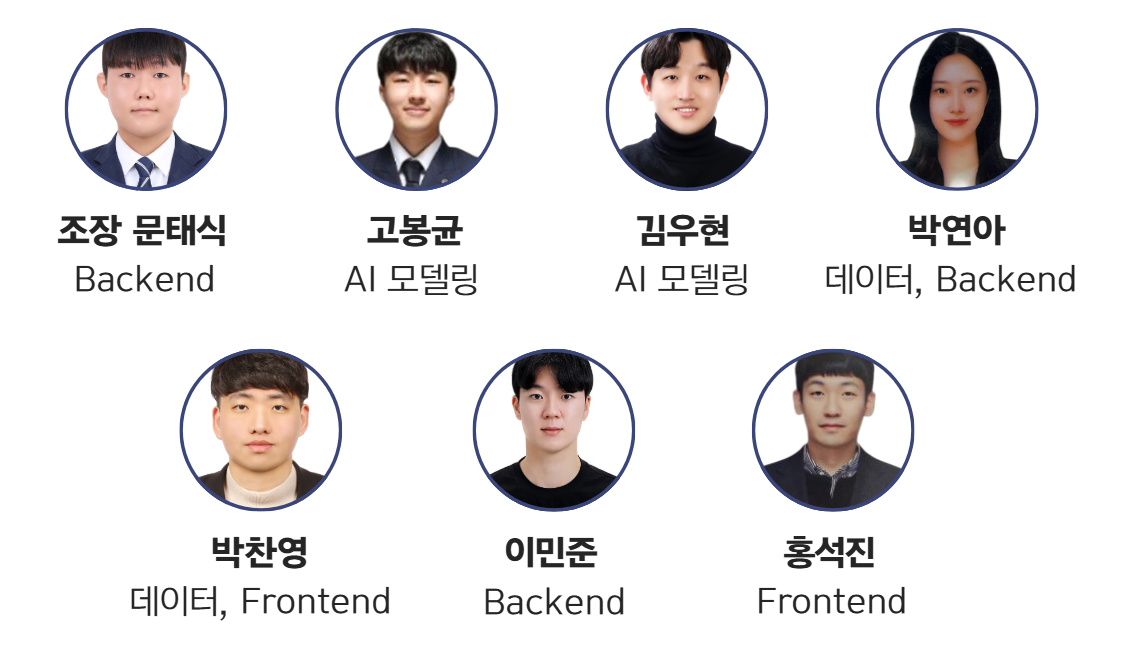 조장 문태식
Backend
고봉균
AI 모델링
김우현
AI 모델링
박연아
데이터, Backend
박찬영
데이터, Frontend
이민준
Backend
홍석진
Frontend